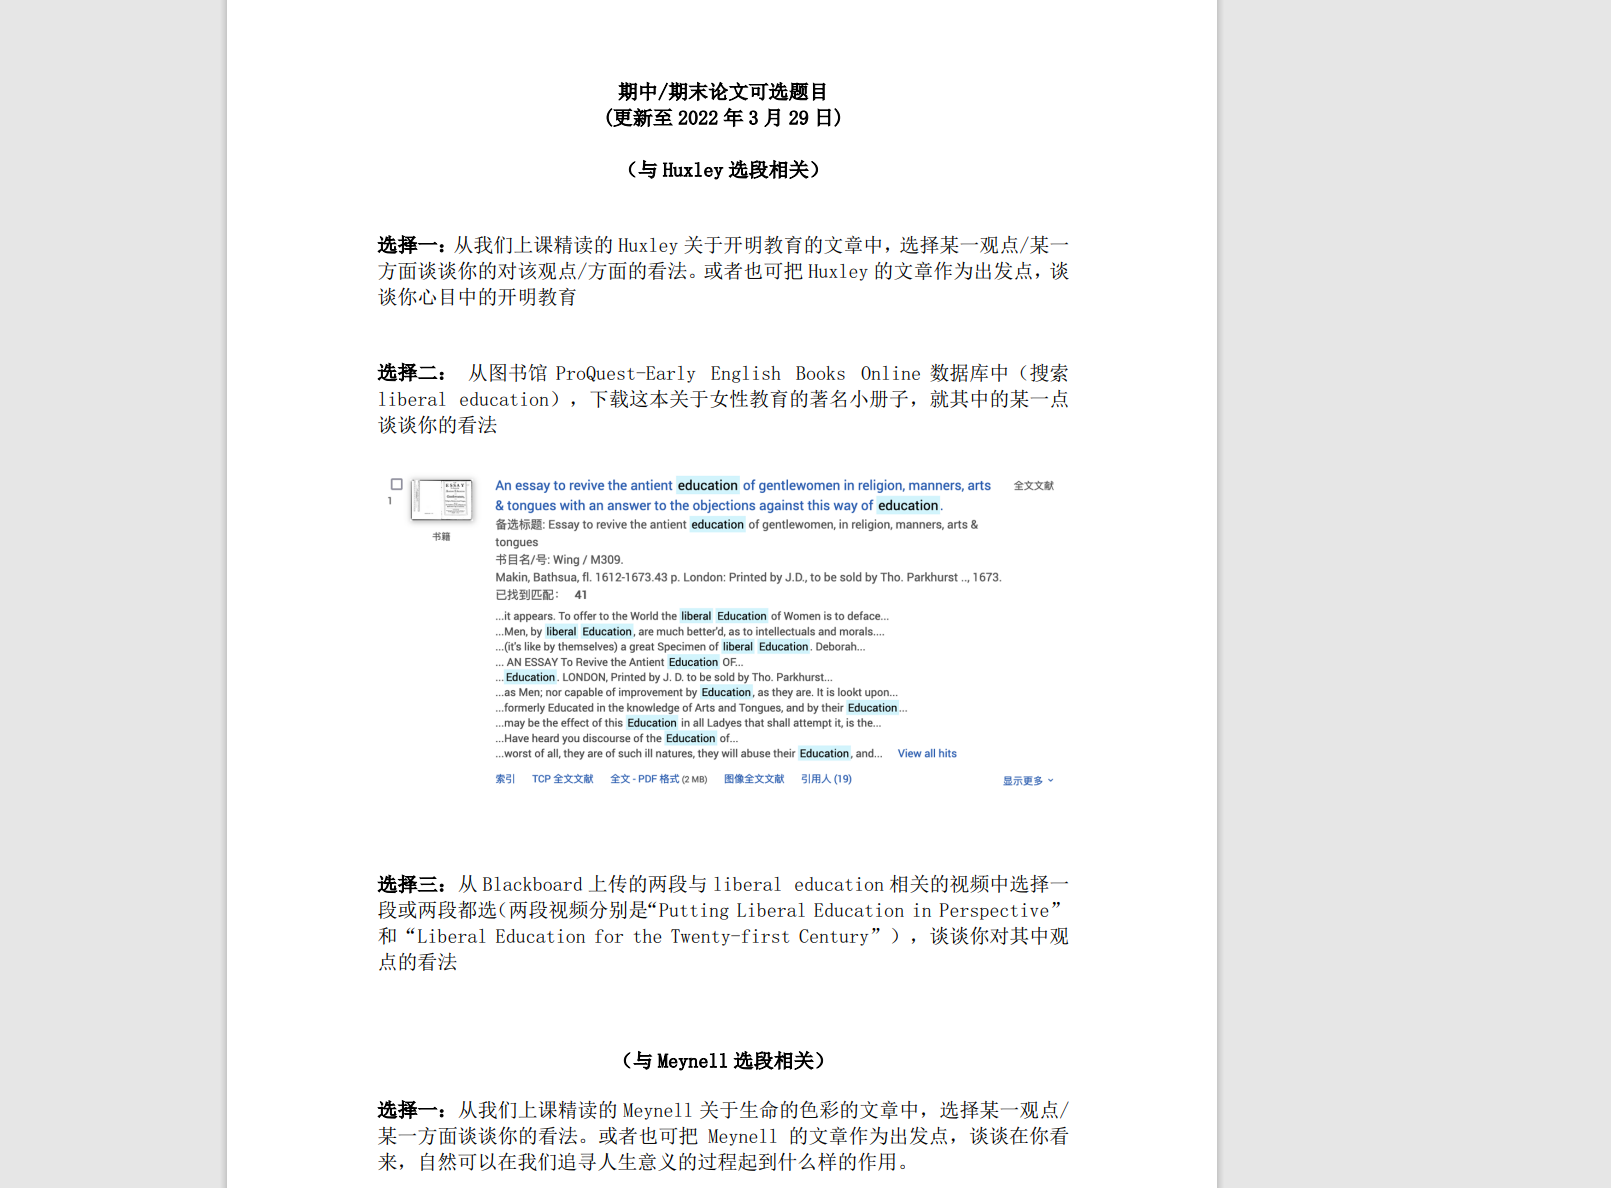 期中/期末论文可选题目
(更新至 2022 年 3 月 29 日)
（与 Huxley 选段相关）
选择一：从我们上课精读的 Huxley 关于开明教育的文章中，选择某一观点/某一
方面谈谈你的对该观点/方面的看法。或者也可把 Huxley 的文章作为出发点，谈
谈你心目中的开明教育
选择二： 从图书馆 ProQuest-Early English Books Online 数据库中（搜索
liberal education），下载这本关于女性教育的著名小册子，就其中的某一点
谈谈你的看法
1
书籍
An essay to revive the antient education of gentlewomen in religion, manners, arts
& tongues with an answer to the objections against this way of education.
全文文献
备选标题: Essay to revive the antient education of gentlewomen, in religion, manners, arts &
tongues
书目名/号: Wing / M309.
Makin, Bathsua, fl. 1612-1673.43 p. London: Printed by J.D., to be sold by Tho. Parkhurst .., 1673.
已找到匹配： 41
...it appears. To offer to the World the liberal Education of Women is to deface...
...Men, by liberal Education, are much better'd, as to intellectuals and morals....
...(it's like by themselves) a great Specimen of liberal Education. Deborah...
... AN ESSAY To Revive the Antient Education OF...
... Education. LONDON, Printed by J. D. to be sold by Tho. Parkhurst...
...as Men; nor capable of improvement by Education, as they are. It is lookt upon...
...formerly Educated in the knowledge of Arts and Tongues, and by their Education...
...may be the effect of this Education in all Ladyes that shall attempt it, is the...
...Have heard you discourse of the Education of...
...worst of all, they are of such ill natures, they will abuse their Education, and... View all hits
索引 TCP 全文文献 全文 - PDF 格式 (2 MB) 图像全文文献 引用人 (19)
显示更多
选择三：从 Blackboard 上传的两段与 liberal education 相关的视频中选择一
段或两段都选（两段视频分别是“Putting Liberal Education in Perspective”
和“Liberal Education for the Twenty-first Century”），谈谈你对其中观
点的看法
（与 Meynell 选段相关）
选择一：从我们上课精读的 Meynell 关于生命的色彩的文章中，选择某一观点/
某一方面谈谈你的看法。或者也可把 Meynell 的文章作为出发点，谈谈在你看
来，自然可以在我们追寻人生意义的过程起到什么样的作用。